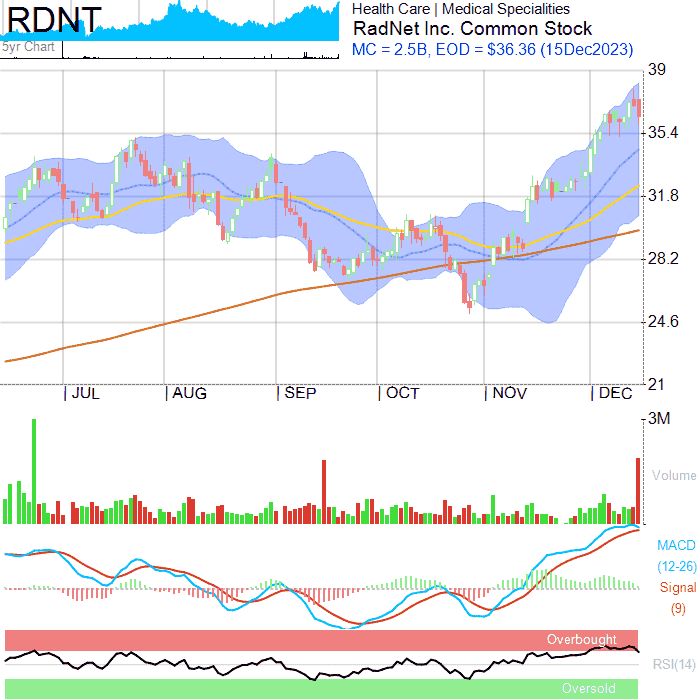 RDNT
5yr Chart
Health Care | Medical Specialities
RadNet Inc. Common Stock
MC = 2.5B, EOD = $36.36 (15Dec2023)
39
35.4
31.8
28.2
24.6
21
JUL AUG SEP OCT NOV DEC
3M
Volume
MACD
(12-26)
Signal
(9)
Overbought
RSI(14)
Oversold